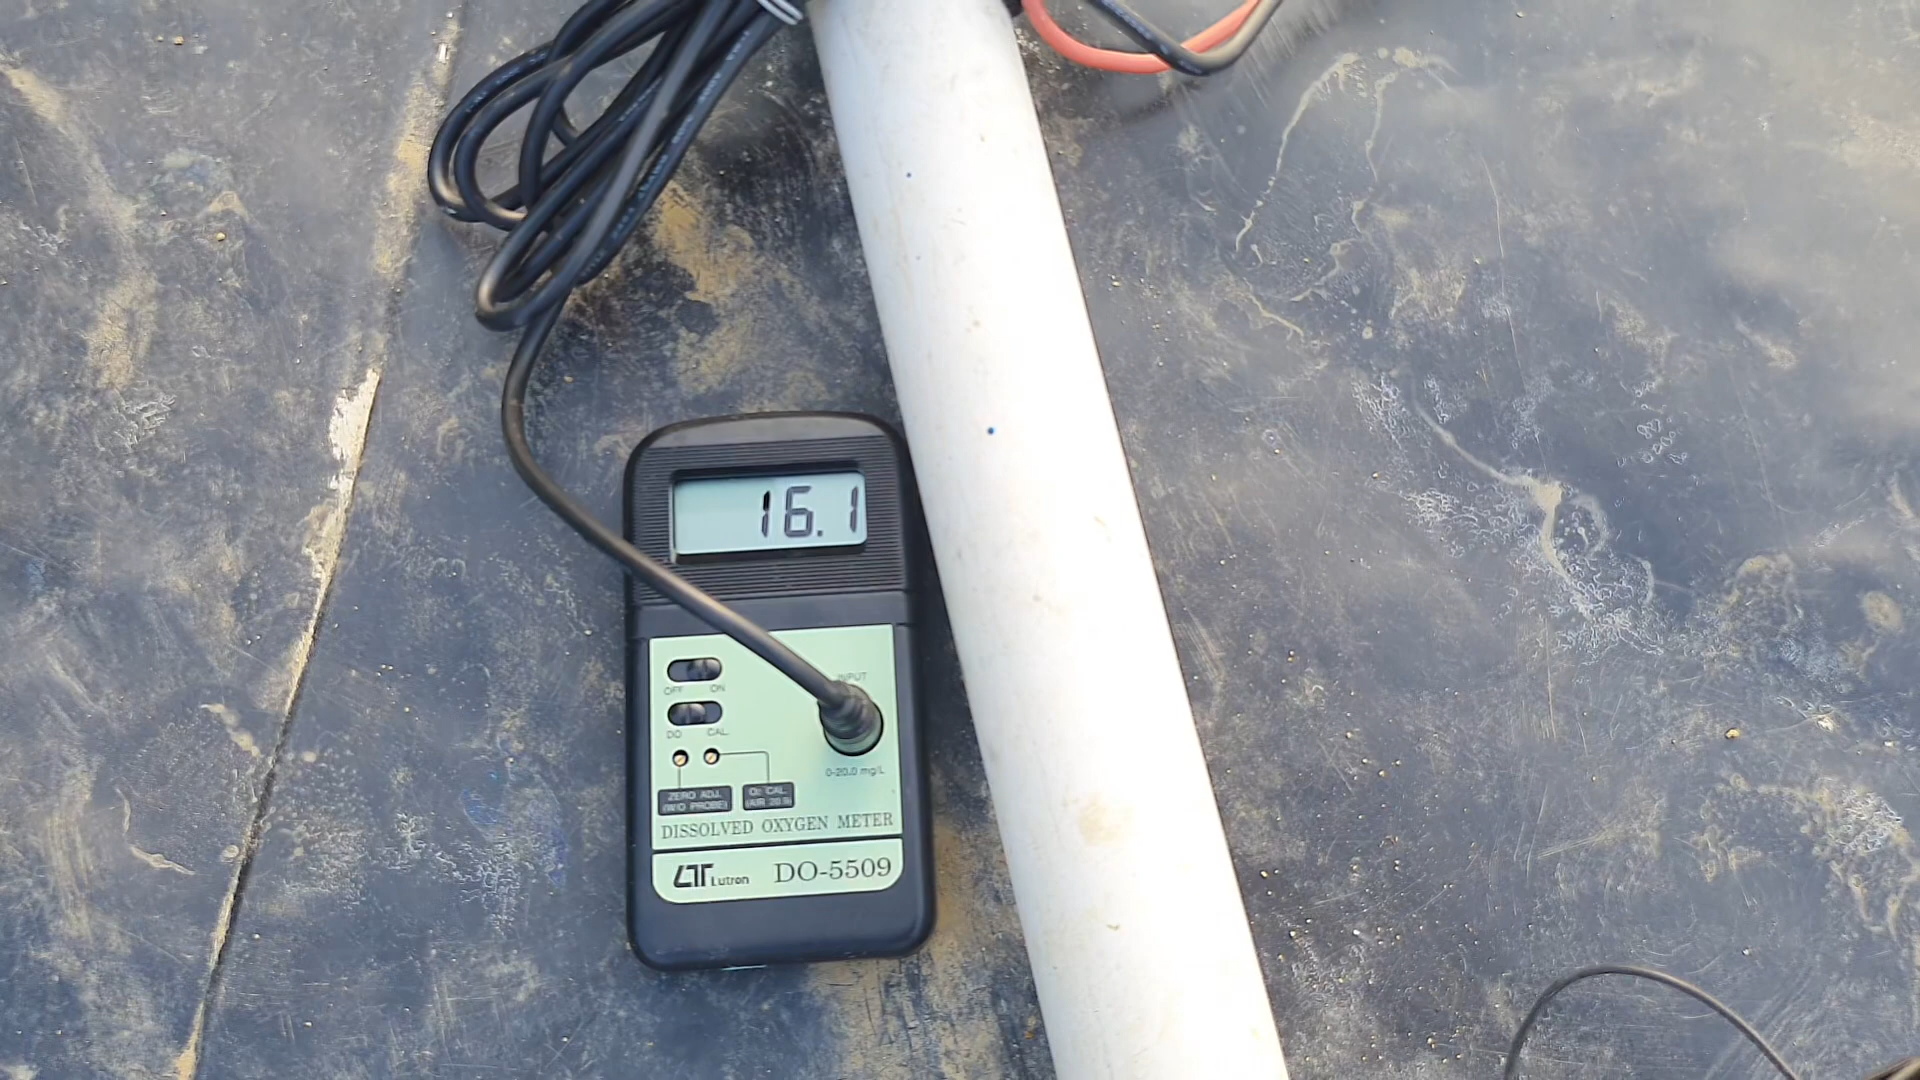 16.1
INPUT
OFF ON
DO CAL.
0-20.0 mg/L
ZERO ADJ. (W/O PROBE)
O2 CAL. (AIR 20.9)
DISSOLVED OXYGEN METER
Lutron DO-5509